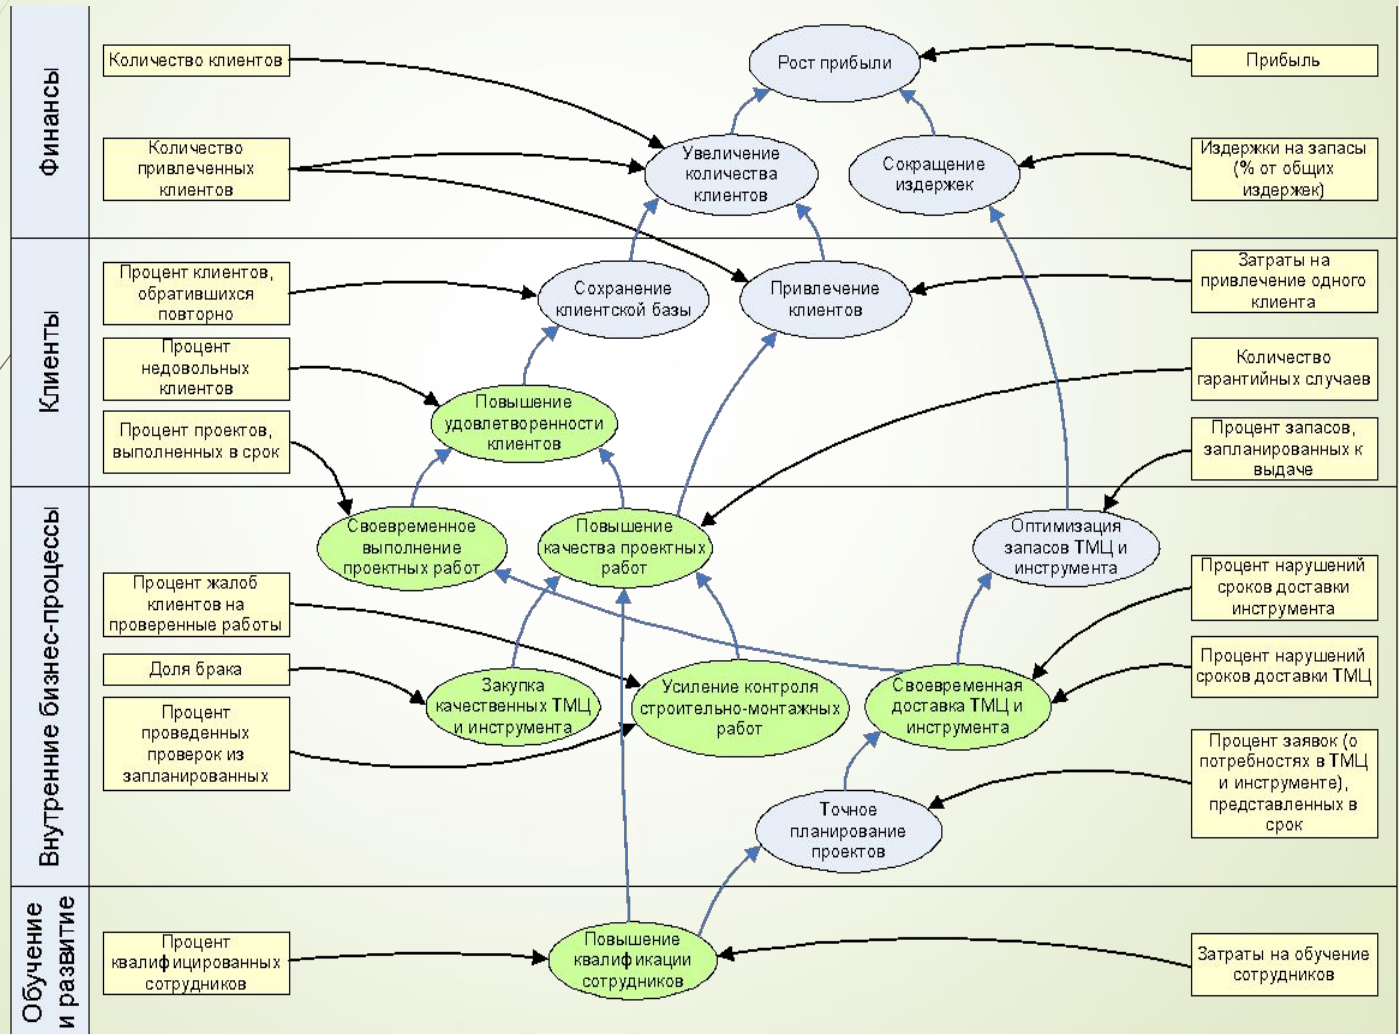 Финансы
Количество клиентов
Рост прибыли
Прибыль
Количество
привлеченных
клиентов
Увеличение
количества
клиентов
Сокращение
издержек
Издержки на запасы
(% от общих
издержек)
Клиенты
Процент клиентов,
обратившихся
повторно
Сохранение
клиентской базы
Привлечение
клиентов
Затраты на
привлечение одного
клиента
Процент
недовольных
клиентов
Количество
гарантийных случаев
Повышение
удовлетворенности
клиентов
Процент проектов,
выполненных в срок
Процент запасов,
запланированных к
выдаче
Внутренние бизнес-процессы
Своевременное
выполнение
проектных работ
Повышение
качества проектных
работ
Оптимизация
запасов ТМЦ и
инструмента
Процент жалоб
клиентов на
проверенные работы
Процент нарушений
сроков доставки
инструмента
Доля брака
Закупка
качественных ТМЦ
и инструмента
Усиление контроля
строительно-монтажных
работ
Своевременная
доставка ТМЦ и
инструмента
Процент нарушений
сроков доставки ТМЦ
Процент
проведенных
проверок из
запланированных
Процент заявок (о
потребностях в ТМЦ
и инструменте),
представленных в
срок
Точное
планирование
проектов
Обучение
и развитие
Процент
квалифицированных
сотрудников
Повышение
квалификации
сотрудников
Затраты на обучение
сотрудников